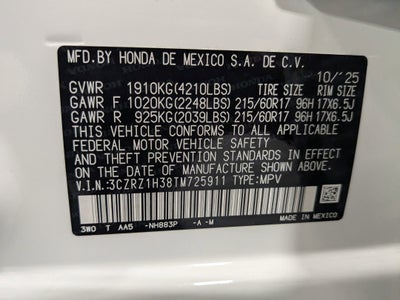 MFD.BY HONDA DE MEXICO S.A. DE C.V.
10/'25
GVWR 1910KG(4210LBS) TIRE SIZE RIM SIZE
GAWR F 1020KG(2248LBS) 215/60R17 96H 17X6.5J
GAWR R 925KG(2039LBS) 215/60R17 96H 17X6.5J
THIS VEHICLE CONFORMS TO ALL APPLICABLE
FEDERAL MOTOR VEHICLE SAFETY
AND THEFT PREVENTION STANDARDS IN EFFECT
ON THE DATE OF MANUFACTURE SHOWN ABOVE.
V.I.N.:3CZRZ1H38TM725911 TYPE:MPV
3W0 T AA5 -NH883P -A -M MADE IN MEXICO